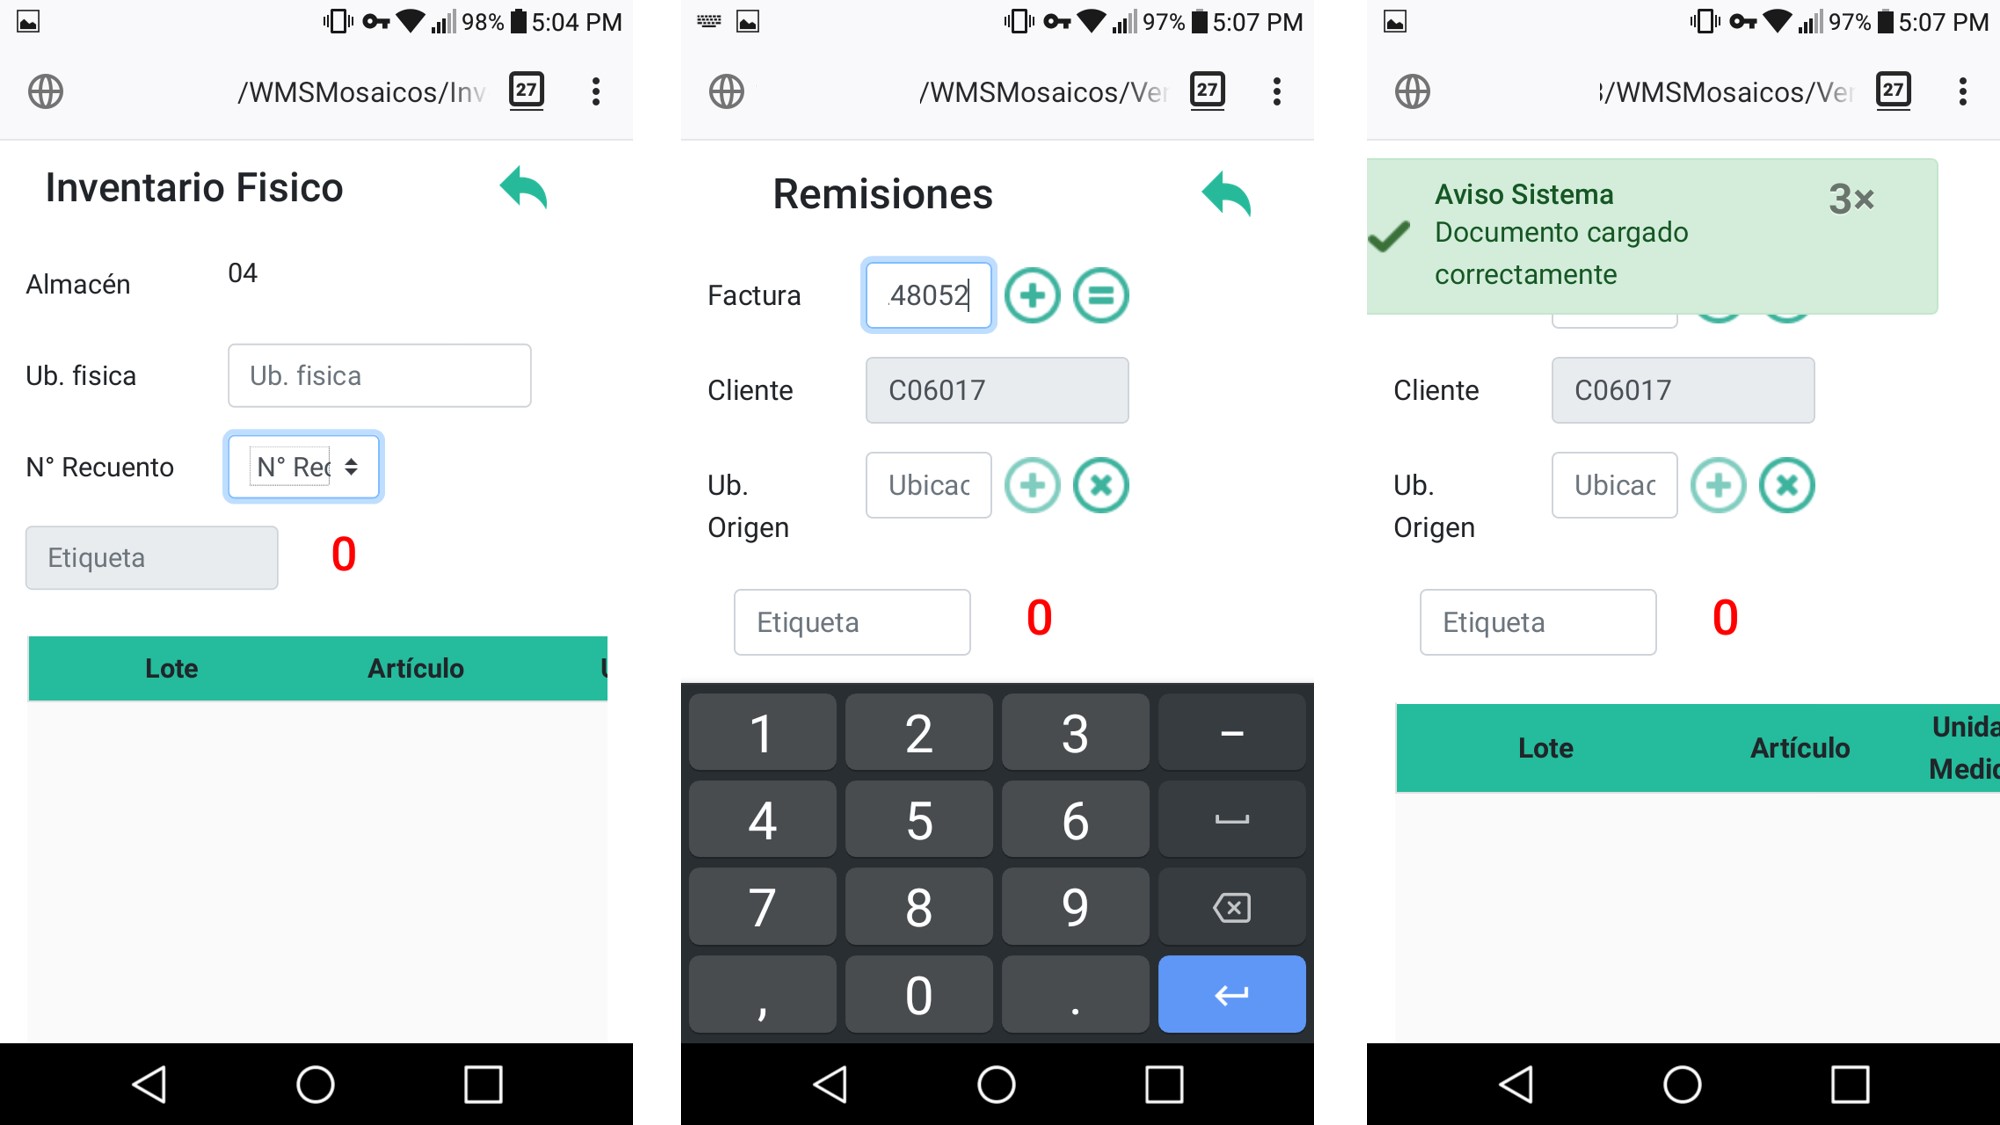 98% 5:04 PM
/WMSMosaicos/Inv
27
Inventario Fisico
Almacén 04
Ub. fisica Ub. fisica
N° Recuento N° Rec
Etiqueta 0
Lote Artículo
97% 5:07 PM
/WMSMosaicos/Ver
27
Remisiones
Factura 48052
Cliente C06017
Ub. Ubicac
Origen
Etiqueta 0
1 2 3 –
4 5 6
7 8 9
, 0 .
97% 5:07 PM
/WMSMosaicos/Ver
27
Aviso Sistema 3×
Documento cargado
correctamente
Cliente C06017
Ub. Ubicac
Origen
Etiqueta 0
Unida
Lote Artículo
Medic